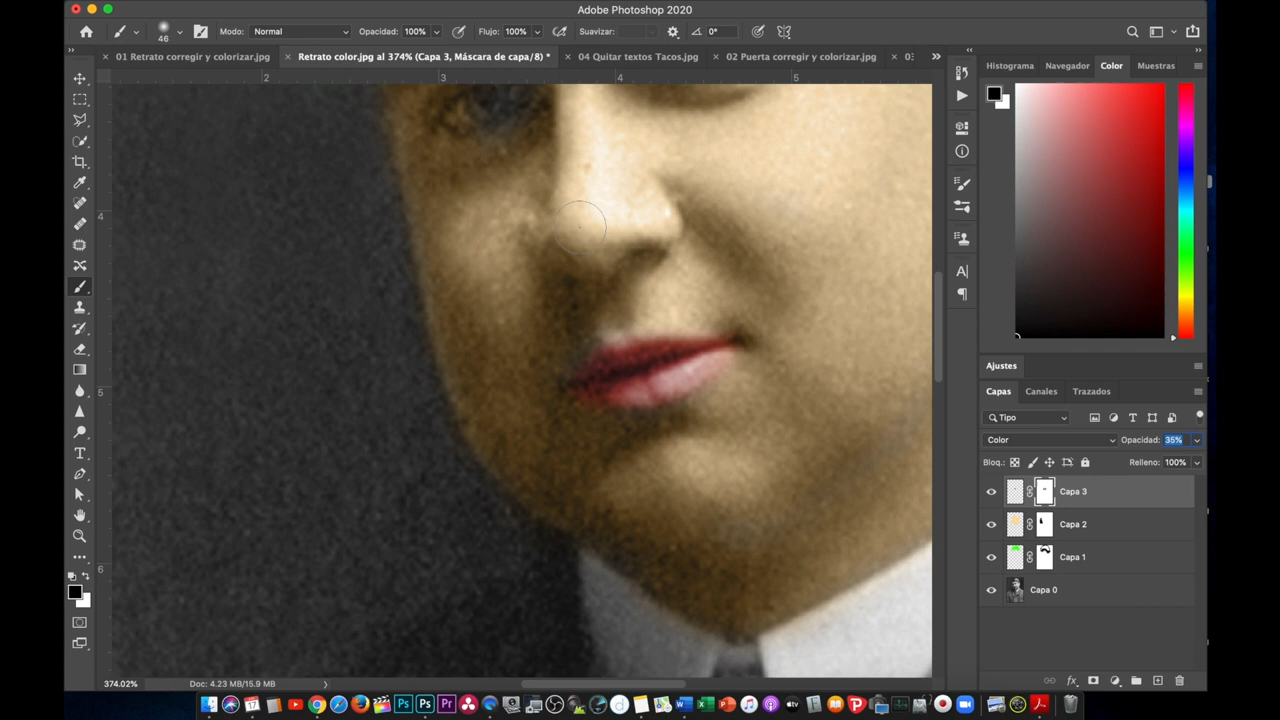 Adobe Photoshop 2020
46 Modo: Normal Opacidad: 100% Flujo: 100% Suavizar: 0°
01 Retrato corregir y colorizar.jpg
Retrato color.jpg al 374% (Capa 3, Máscara de capa/8) *
04 Quitar textos Tacos.jpg
02 Puerta corregir y colorizar.jpg
2 3 4 5
4
5
6
Histograma Navegador Color Muestras
Ajustes
Capas Canales Trazados
Tipo
Color Opacidad: 35%
Bloq.: Relleno: 100%
Capa 3
Capa 2
Capa 1
Capa 0
374.02% Doc: 4.23 MB/15.9 MB
17 Ps Ps Pr